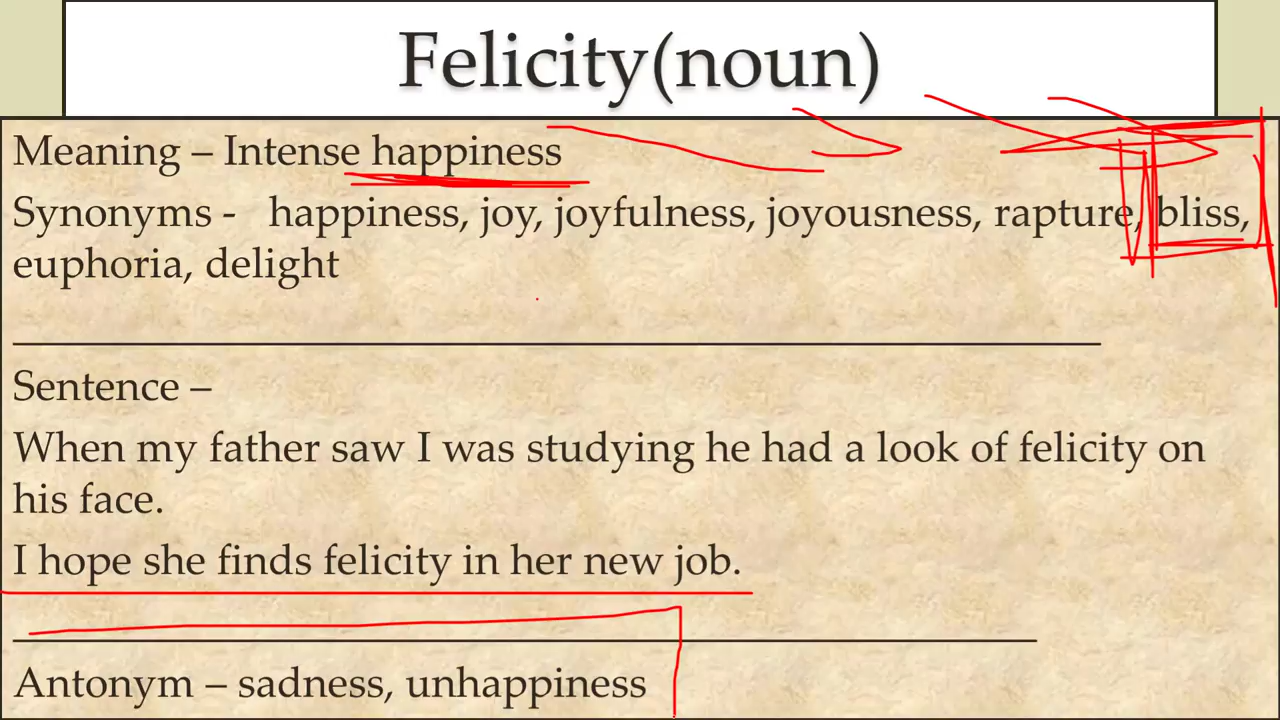 Felicity(noun)
Meaning – Intense happiness
Synonyms - happiness, joy, joyfulness, joyousness, rapture, bliss,
euphoria, delight
Sentence –
When my father saw I was studying he had a look of felicity on
his face.
I hope she finds felicity in her new job.
Antonym – sadness, unhappiness